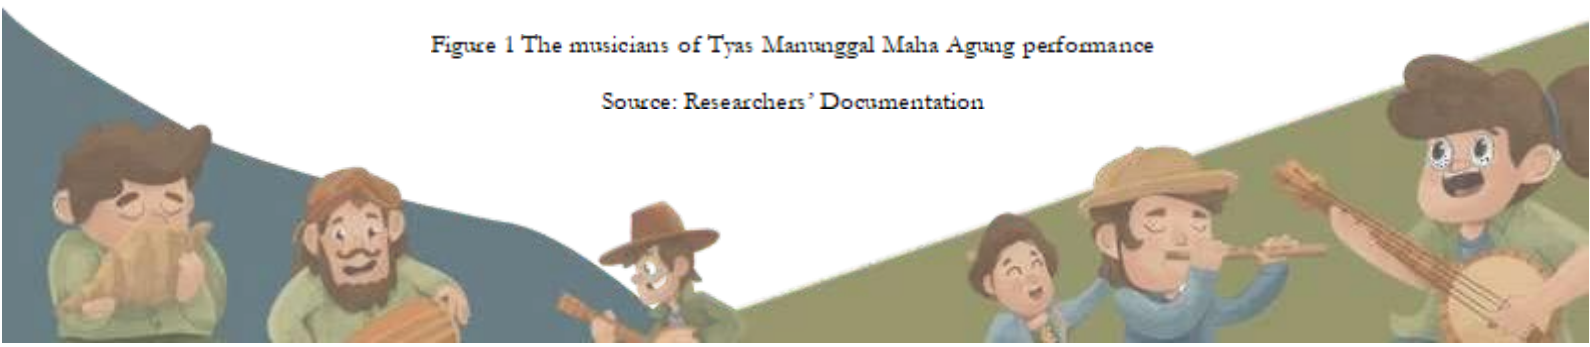 Figure 1 The musicians of Tyas Manunggal Maha Agung performance
Source: Researchers’ Documentation